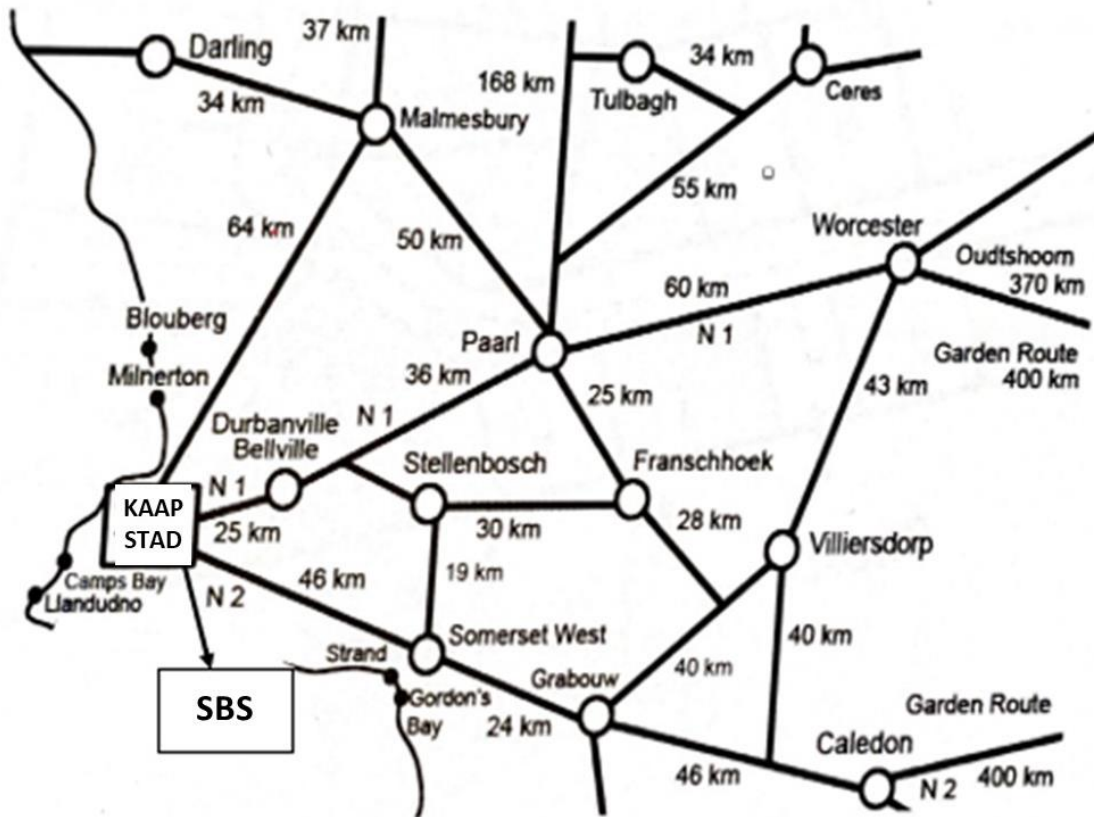 37 km
Darling
34 km
Malmesbury
168 km
34 km
Tulbagh
Ceres
55 km
64 km
50 km
Worcester
Oudtshoorn
370 km
60 km
N 1
Garden Route
400 km
Blouberg
Milnerton
Paarl
36 km
25 km
43 km
N 1
Durbanville
Bellville
Stellenbosch
Franschhoek
KAAP
STAD
N 1
25 km
30 km
28 km
Villiersdorp
19 km
46 km
N 2
Camps Bay
Llandudno
Somerset West
Strand
40 km
40 km
Grabouw
Gordon's
Bay
24 km
SBS
Garden Route
Caledon
46 km
N 2
400 km